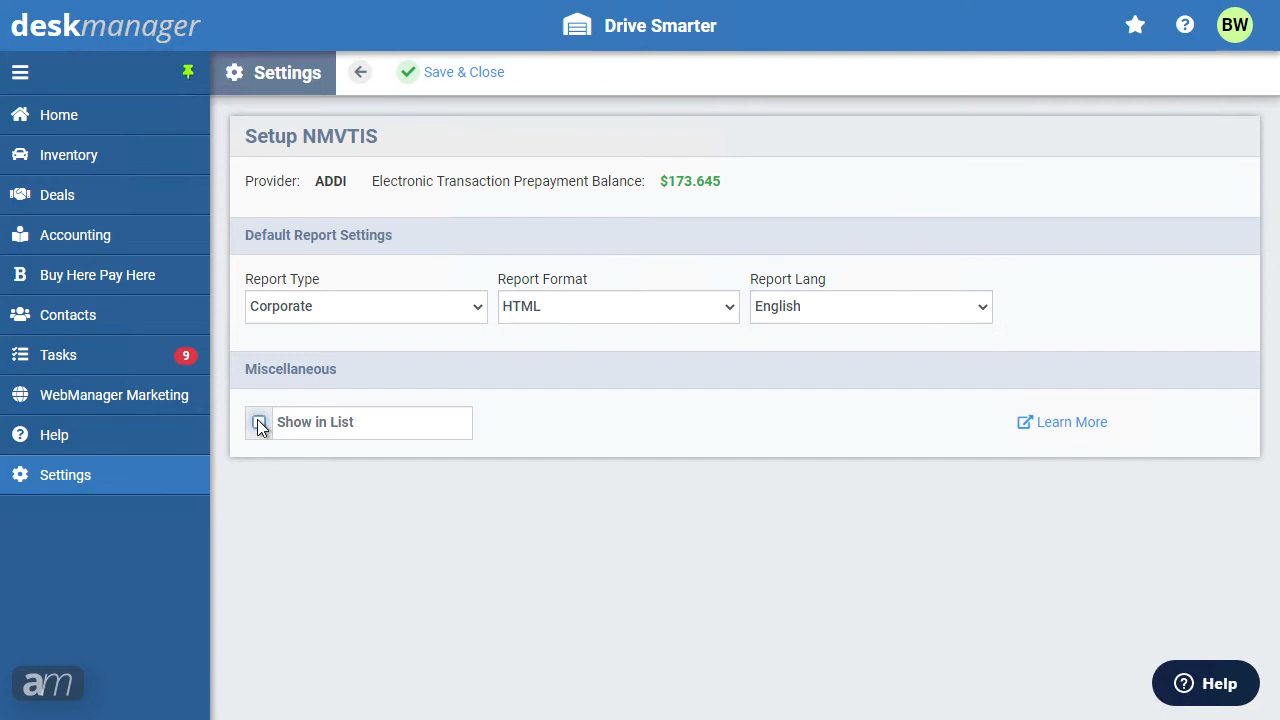 deskmanager
Drive Smarter
BW
Settings
Save & Close
Home
Inventory
Deals
Accounting
Buy Here Pay Here
Contacts
Tasks 9
WebManager Marketing
Help
Settings
am
Setup NMVTIS
Provider: ADDI Electronic Transaction Prepayment Balance: $173.645
Default Report Settings
Report Type Report Format Report Lang
Corporate HTML English
Miscellaneous
Show in List Learn More
Help